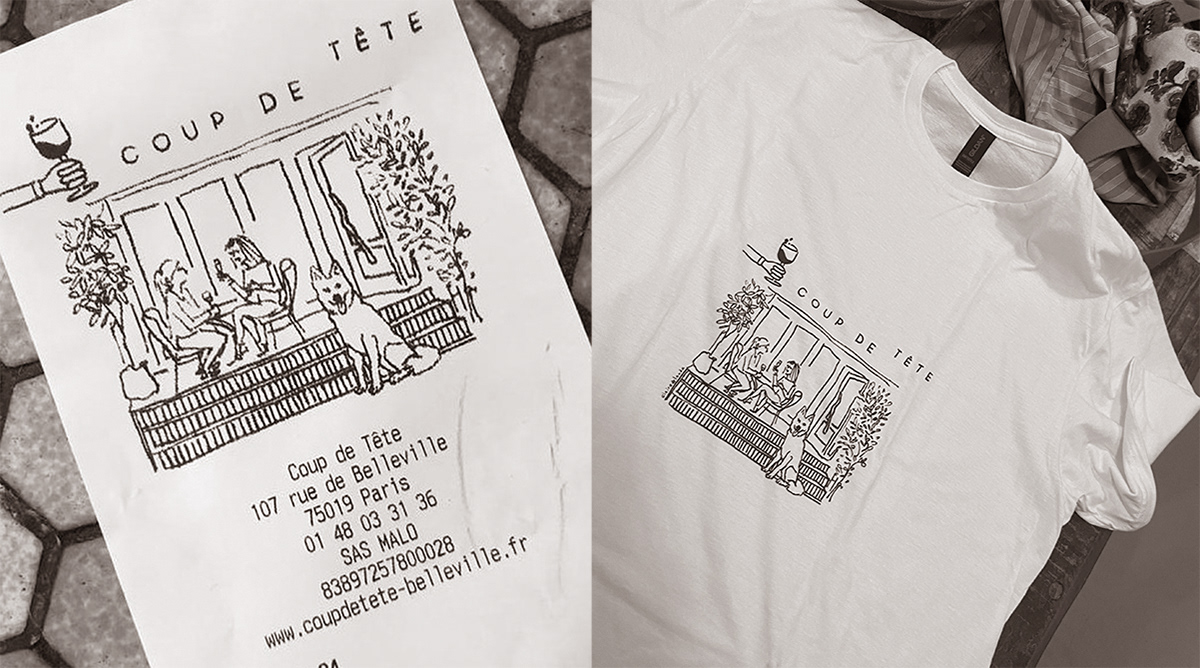 COUP DE TÊTE
Coup de Tête
107 rue de Belleville
75019 Paris
01 48 03 31 36
SAS MALO
83897257800028
www.coupdetete-belleville.fr
COUP DE TÊTE
GILDAN